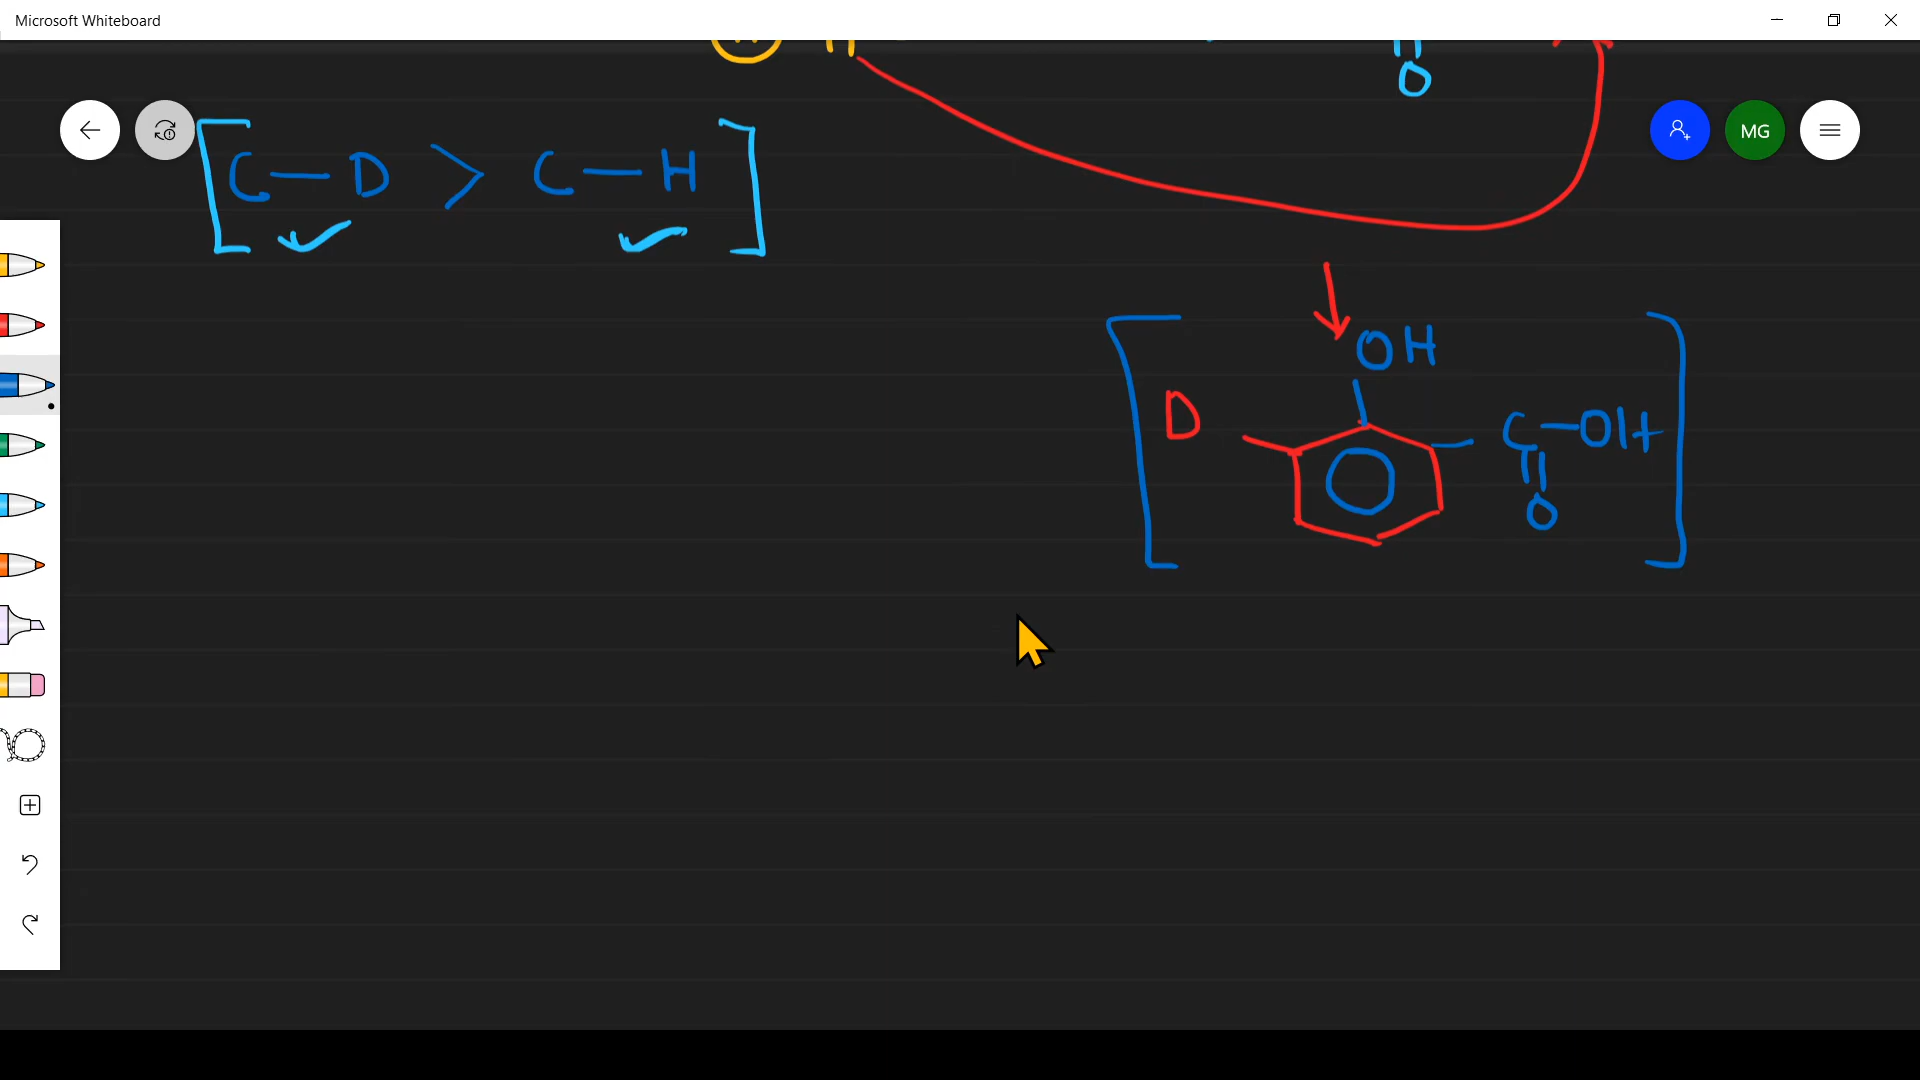 Microsoft Whiteboard
H
O
MG
C—D > C—H
OH
D
C—OH
O